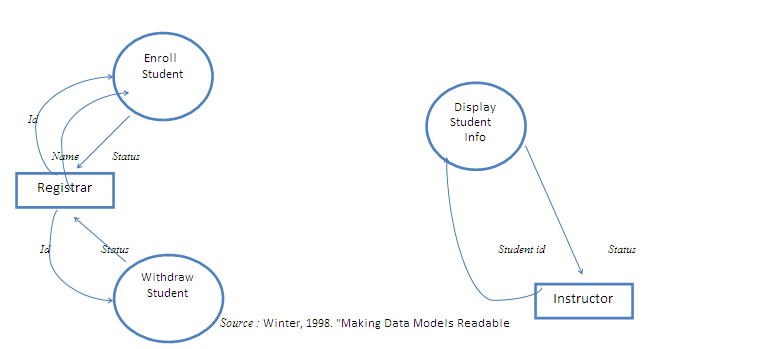 Enroll
Student
Id
Name
Status
Registrar
Id
Status
Withdraw
Student
Display
Student
Info
Student id
Status
Instructor
Source : Winter, 1998. "Making Data Models Readable